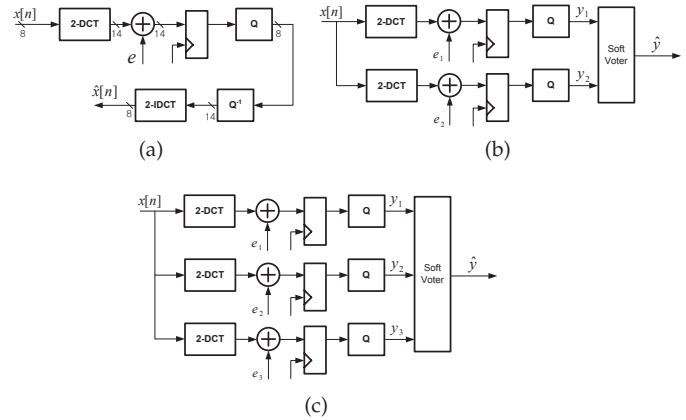 x[n]
8
2-DCT
14
14
e
Q
8
x̂[n]
8
2-IDCT
14
Q⁻¹
(a)
x[n]
2-DCT
e₁
Q
y₁
2-DCT
e₂
Q
y₂
Soft
Voter
ŷ
(b)
x[n]
2-DCT
e₁
Q
y₁
2-DCT
e₂
Q
y₂
2-DCT
e₃
Q
y₃
Soft
Voter
ŷ
(c)